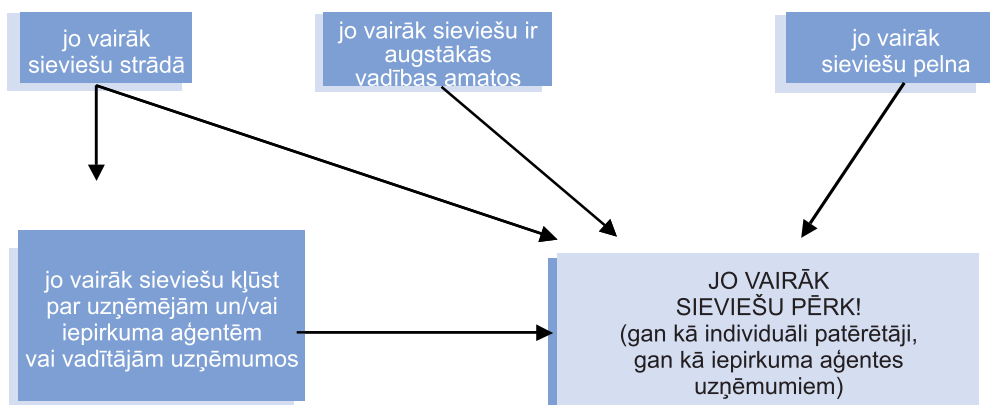 jo vairāk
sieviešu strādā
jo vairāk sieviešu ir
augstākās
vadības amatos
jo vairāk
sieviešu pelna
jo vairāk sieviešu kļūst
par uzņēmējām un/vai
iepirkuma aģentēm
vai vadītājām uzņēmumos
JO VAIRĀK
SIEVIEŠU PĒRK!
(gan kā individuāli patērētāji,
gan kā iepirkuma aģentes
uzņēmumiem)